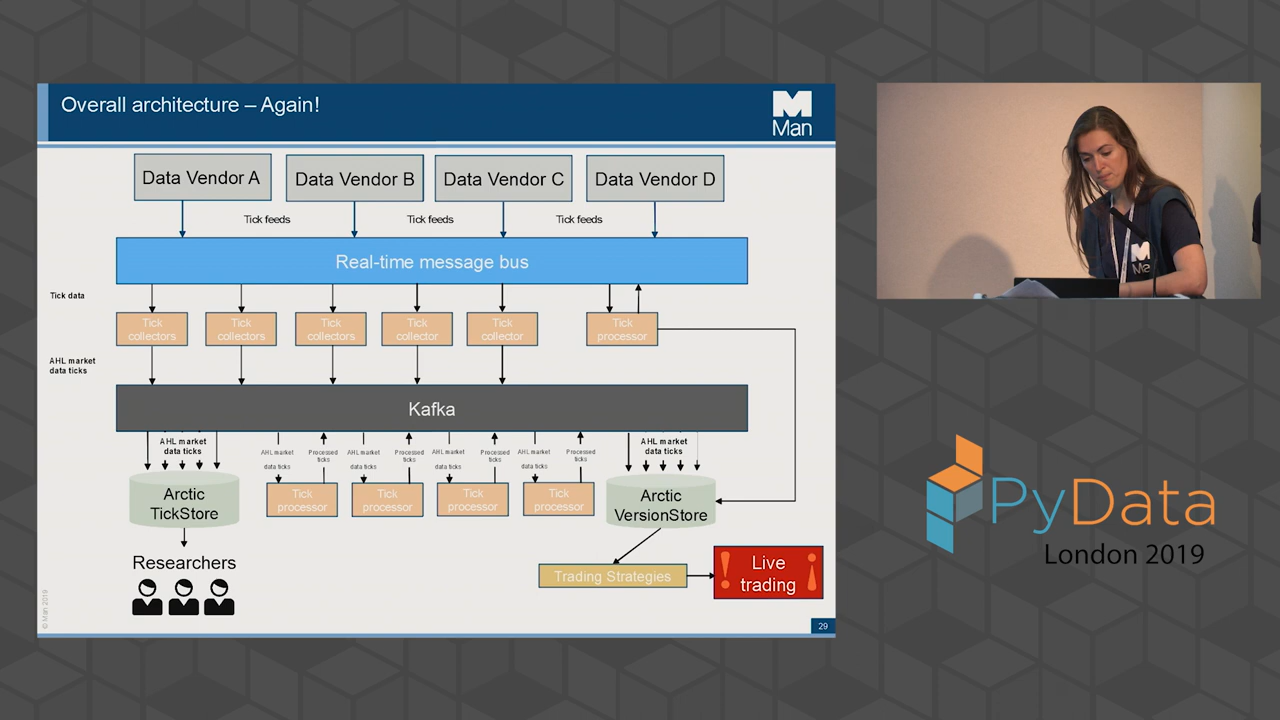 Overall architecture – Again!
Man
Data Vendor A
Data Vendor B
Data Vendor C
Data Vendor D
Tick feeds
Tick feeds
Tick feeds
Real-time message bus
Tick data
Tick
collectors
Tick
collectors
Tick
collectors
Tick
collector
Tick
collector
Tick
processor
AHL market
data ticks
Kafka
AHL market
data ticks
AHL market
data ticks
Processed
ticks
AHL market
data ticks
Processed
ticks
AHL market
data ticks
Processed
ticks
AHL market
data ticks
Processed
ticks
AHL market
data ticks
Arctic
TickStore
Tick
processor
Tick
processor
Tick
processor
Tick
processor
Arctic
VersionStore
Researchers
Trading Strategies
! Live
trading !
© Man 2019
29
Ma
PyData
London 2019